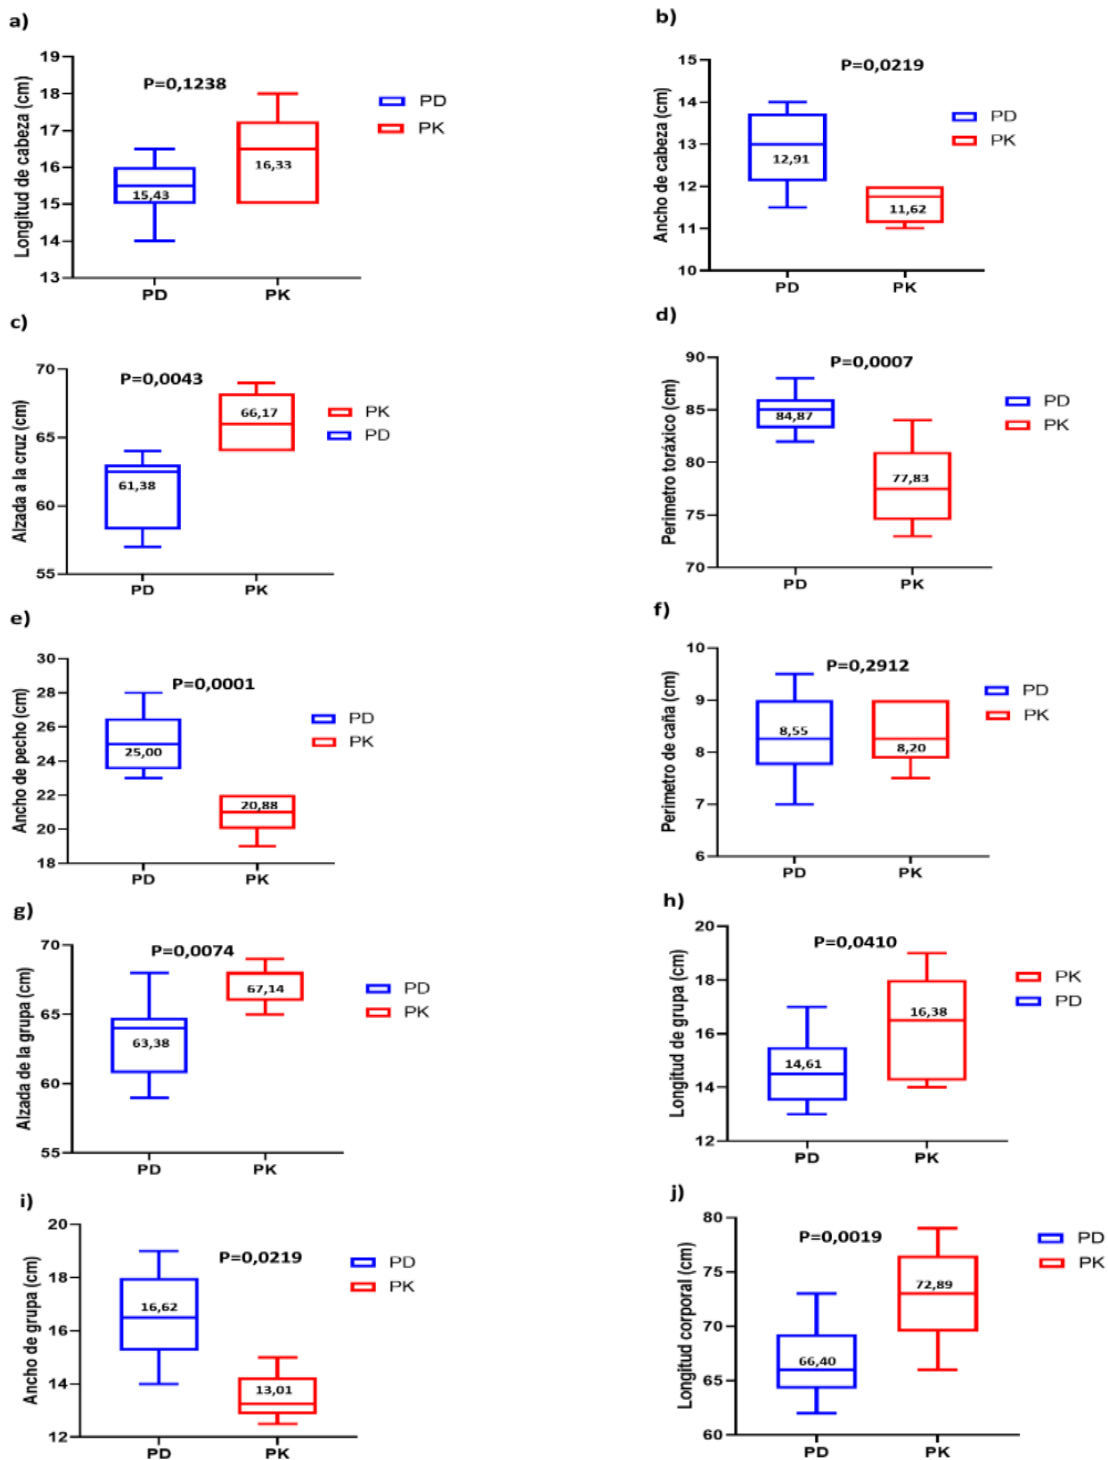 a)
Longitud de cabeza (cm)
19
18
17
16
15
14
13
P=0,1238
15,43
16,33
PD
PK
PD
PK
b)
Ancho de cabeza (cm)
15
14
13
12
11
10
P=0,0219
12,91
11,62
PD
PK
PD
PK
c)
Alzada a la cruz (cm)
70
65
60
55
P=0,0043
61,38
66,17
PK
PD
PD
PK
d)
Perimetro toráxico (cm)
90
85
80
75
70
P=0,0007
84,87
77,83
PD
PK
PD
PK
e)
Ancho de pecho (cm)
30
28
26
24
22
20
18
P=0,0001
25,00
20,88
PD
PK
PD
PK
f)
Perimetro de caña (cm)
10
9
8
7
6
P=0,2912
8,55
8,20
PD
PK
PD
PK
g)
Alzada de la grupa (cm)
70
65
60
55
P=0,0074
63,38
67,14
PD
PK
PD
PK
h)
Longitud de grupa (cm)
20
18
16
14
12
P=0,0410
14,61
16,38
PK
PD
PD
PK
i)
Ancho de grupa (cm)
20
18
16
14
12
P=0,0219
16,62
13,01
PD
PK
PD
PK
j)
Longitud corporal (cm)
80
75
70
65
60
P=0,0019
66,40
72,89
PD
PK
PD
PK